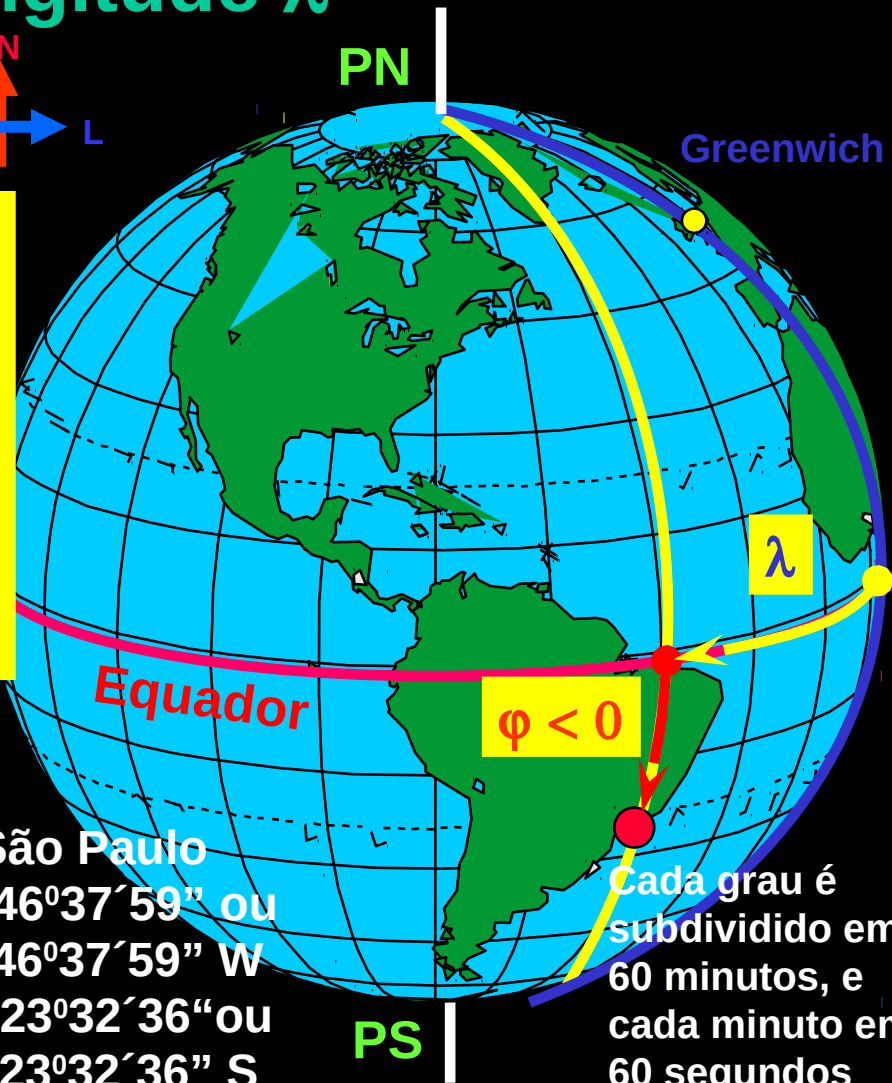 gitude λ
N
L
PN
Greenwich
λ
Equador
φ < 0
São Paulo
46⁰37´59” ou
46⁰37´59” W
23⁰32´36“ou
23⁰32´36” S
PS
Cada grau é
subdividido em
60 minutos, e
cada minuto em
60 segundos